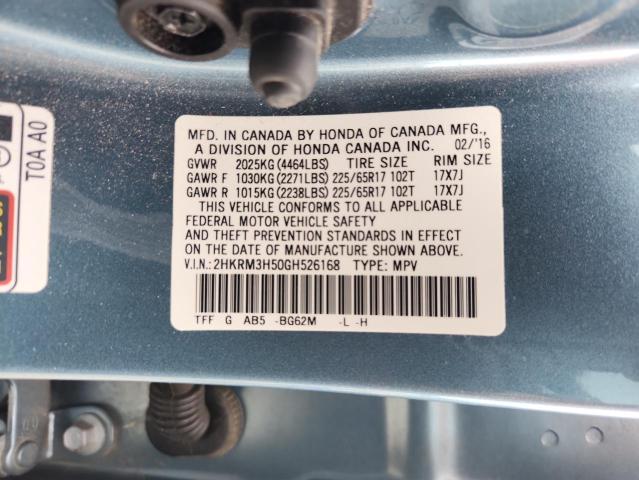 MFD. IN CANADA BY HONDA OF CANADA MFG.,
A DIVISION OF HONDA CANADA INC. 02/'16
GVWR 2025KG (4464LBS) TIRE SIZE RIM SIZE
GAWR F 1030KG (2271LBS) 225/65R17 102T 17X7J
GAWR R 1015KG (2238LBS) 225/65R17 102T 17X7J
THIS VEHICLE CONFORMS TO ALL APPLICABLE
FEDERAL MOTOR VEHICLE SAFETY
AND THEFT PREVENTION STANDARDS IN EFFECT
ON THE DATE OF MANUFACTURE SHOWN ABOVE.
V.I.N.: 2HKRM3H50GH526168 TYPE: MPV
TFF G AB5 -BG62M -L -H
T0A A0